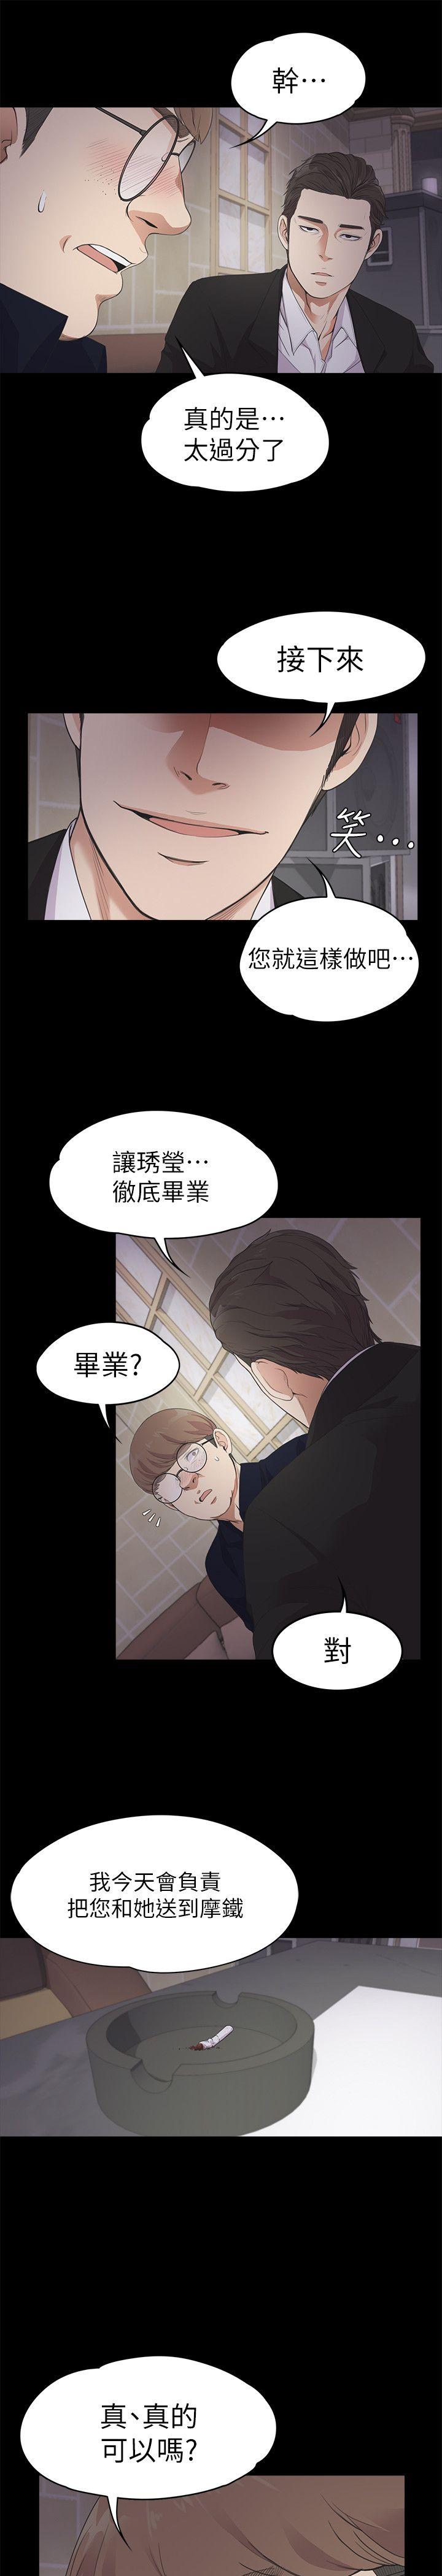 幹⋯
真的是⋯
太過分了
接下來
笑⋯
您就這樣做吧⋯
讓琇瑩⋯
徹底畢業
畢業?
對
我今天會負責
把您和她送到摩鐵
真、真的
可以嗎?